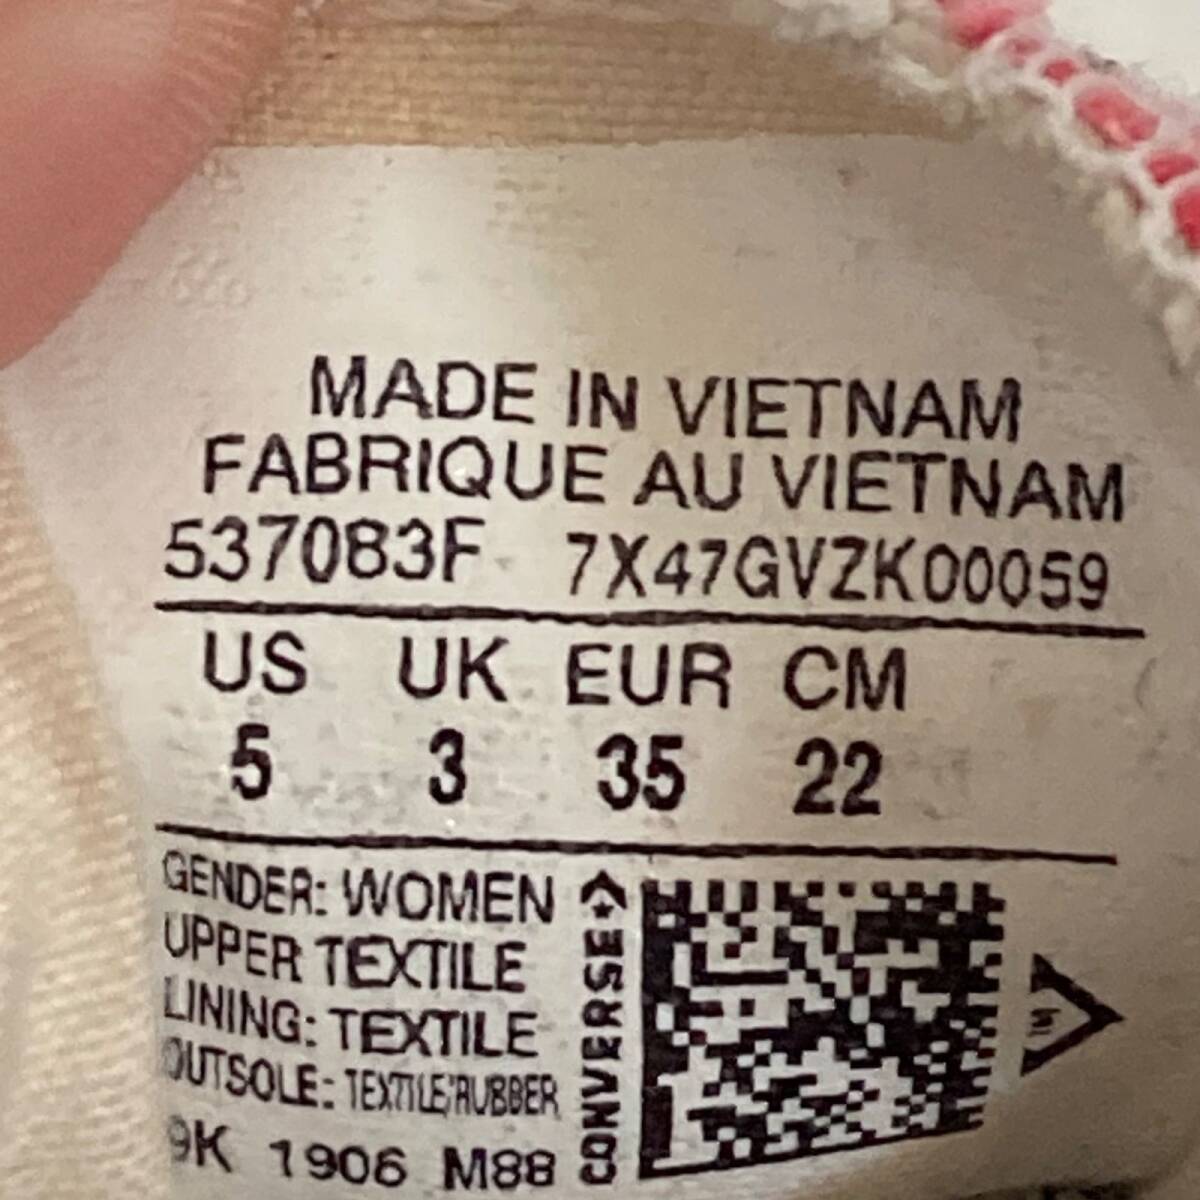 MADE IN VIETNAM
FABRIQUE AU VIETNAM
537083F 7X47GVZK00059
US UK EUR CM
5 3 35 22
GENDER: WOMEN
UPPER TEXTILE
LINING: TEXTILE
OUTSOLE: TEXTILE/RUBBER
9K 1906 M88
CONVERSE